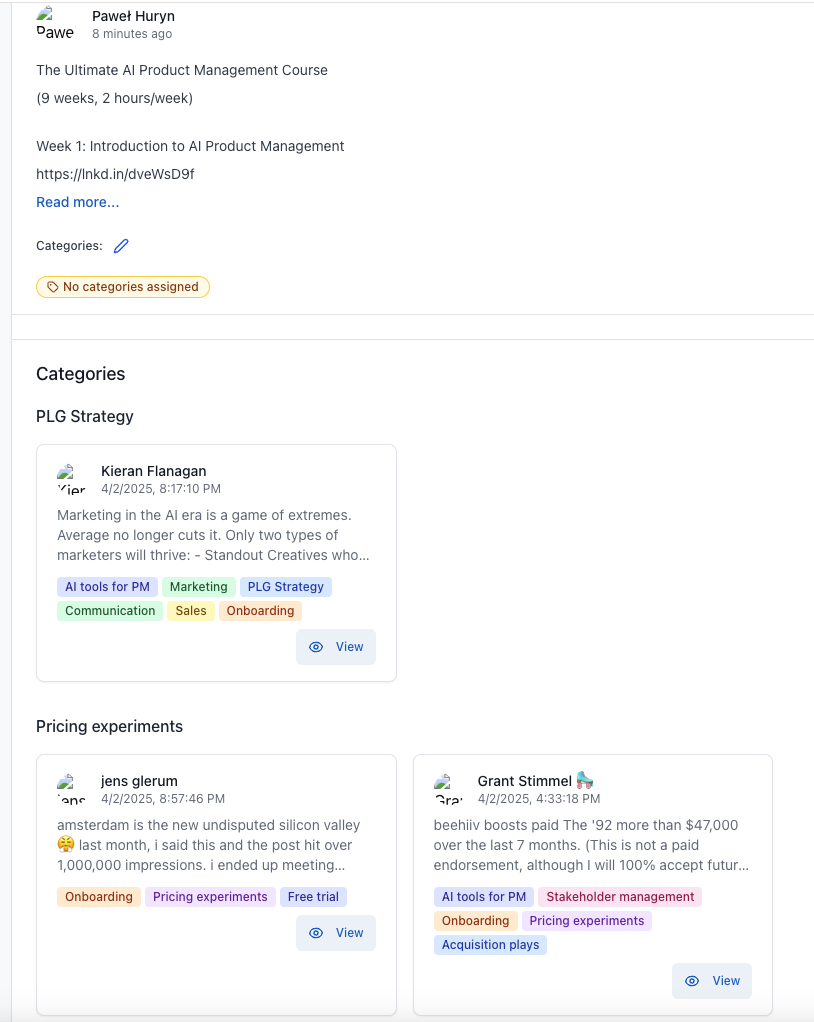 Paweł Huryn
Pawe
8 minutes ago
The Ultimate AI Product Management Course
(9 weeks, 2 hours/week)
Week 1: Introduction to AI Product Management
https://lnkd.in/dveWsD9f
Read more...
Categories:
No categories assigned
Categories
PLG Strategy
Kieran Flanagan
Kier
4/2/2025, 8:17:10 PM
Marketing in the AI era is a game of extremes.
Average no longer cuts it. Only two types of
marketers will thrive: - Standout Creatives who...
AI tools for PM Marketing PLG Strategy
Communication Sales Onboarding
View
Pricing experiments
jens glerum
jens
4/2/2025, 8:57:46 PM
amsterdam is the new undisputed silicon valley
😤 last month, i said this and the post hit over
1,000,000 impressions. i ended up meeting...
Onboarding Pricing experiments Free trial
View
Grant Stimmel 🛼
Gra
4/2/2025, 4:33:18 PM
beehiiv boosts paid The '92 more than $47,000
over the last 7 months. (This is not a paid
endorsement, although I will 100% accept futur...
AI tools for PM Stakeholder management
Onboarding Pricing experiments
Acquisition plays
View